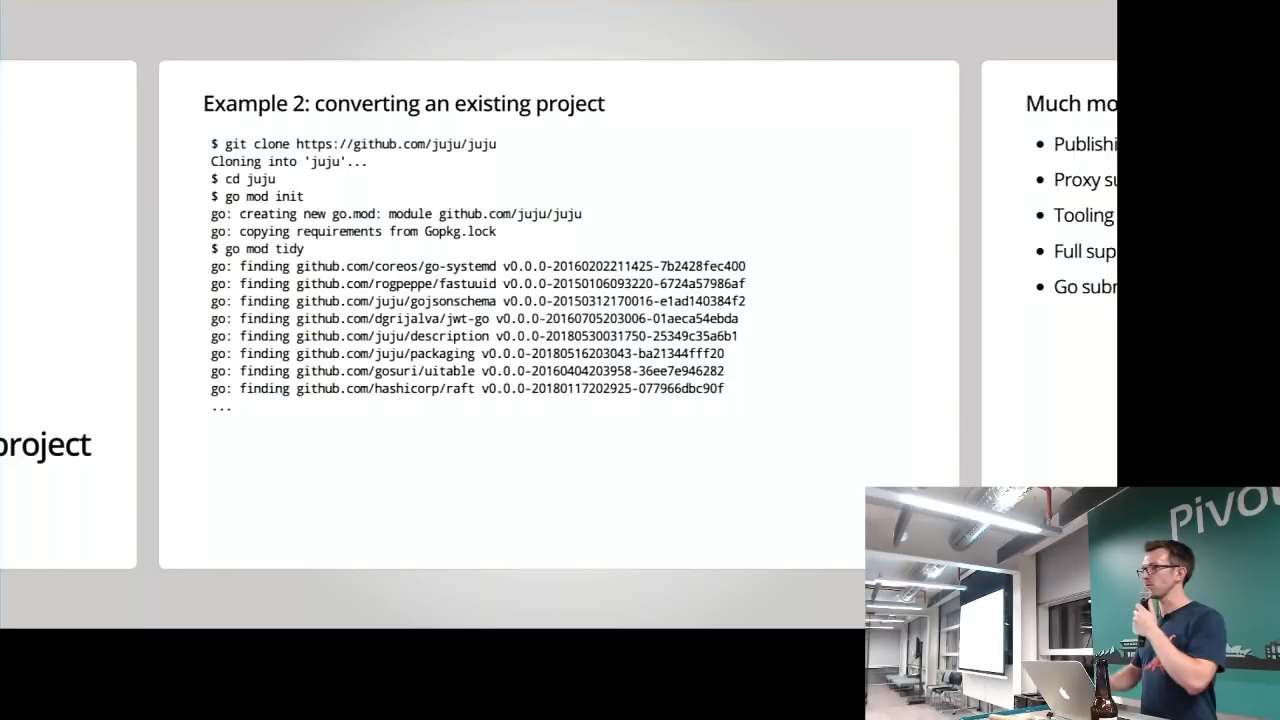 project
Example 2: converting an existing project
$ git clone https://github.com/juju/juju
Cloning into 'juju'...
$ cd juju
$ go mod init
go: creating new go.mod: module github.com/juju/juju
go: copying requirements from Gopkg.lock
$ go mod tidy
go: finding github.com/coreos/go-systemd v0.0.0-20160202211425-7b2428fec400
go: finding github.com/rogpeppe/fastuuid v0.0.0-20150106093220-6724a57986af
go: finding github.com/juju/gojsonschema v0.0.0-20150312170016-e1ad140384f2
go: finding github.com/dgrijalva/jwt-go v0.0.0-20160705203006-01aeca54ebda
go: finding github.com/juju/description v0.0.0-20180530031750-25349c35a6b1
go: finding github.com/juju/packaging v0.0.0-20180516203043-ba21344fff20
go: finding github.com/gosuri/uitable v0.0.0-20160404203958-36ee7e946282
go: finding github.com/hashicorp/raft v0.0.0-20180117202925-077966dbc90f
...
Much mo
• Publishi
• Proxy su
• Tooling
• Full sup
• Go subm
Pivo